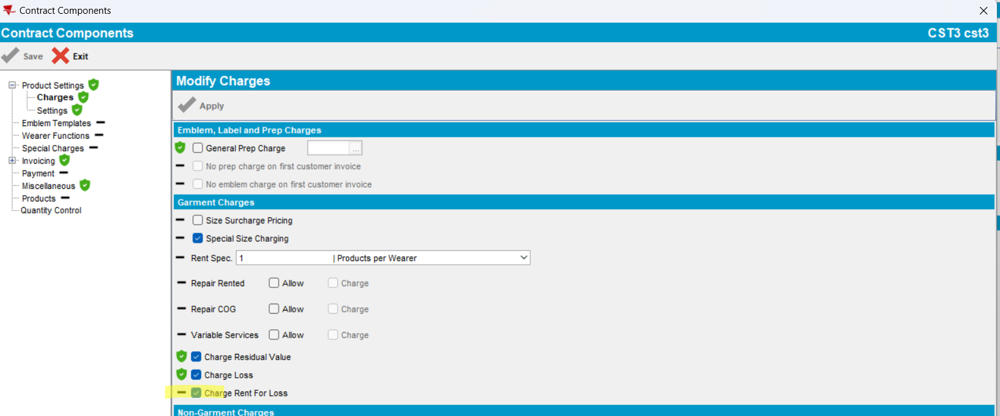 Contract Components
Contract Components CST3 cst3
Save Exit
Product Settings
Charges
Settings
Emblem Templates
Wearer Functions
Special Charges
Invoicing
Payment
Miscellaneous
Products
Quantity Control
Modify Charges
Apply
Emblem, Label and Prep Charges
General Prep Charge ...
No prep charge on first customer invoice
No emblem charge on first customer invoice
Garment Charges
Size Surcharge Pricing
Special Size Charging
Rent Spec. 1 | Products per Wearer
Repair Rented Allow Charge
Repair COG Allow Charge
Variable Services Allow Charge
Charge Residual Value
Charge Loss
Charge Rent For Loss
Non-Garment Charges